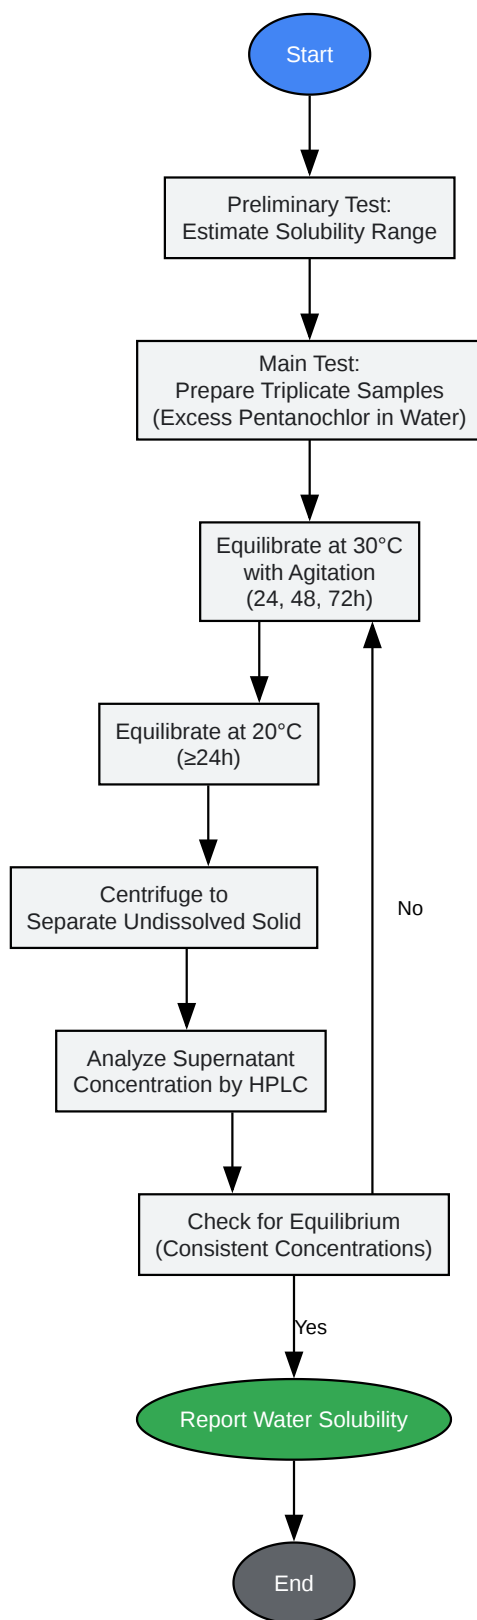 Start
Preliminary Test:
Estimate Solubility Range
Main Test:
Prepare Triplicate Samples
(Excess Pentanochlor in Water)
Equilibrate at 30°C
with Agitation
(24, 48, 72h)
Equilibrate at 20°C
(≥24h)
Centrifuge to
Separate Undissolved Solid
No
Analyze Supernatant
Concentration by HPLC
Check for Equilibrium
(Consistent Concentrations)
Yes
Report Water Solubility
End